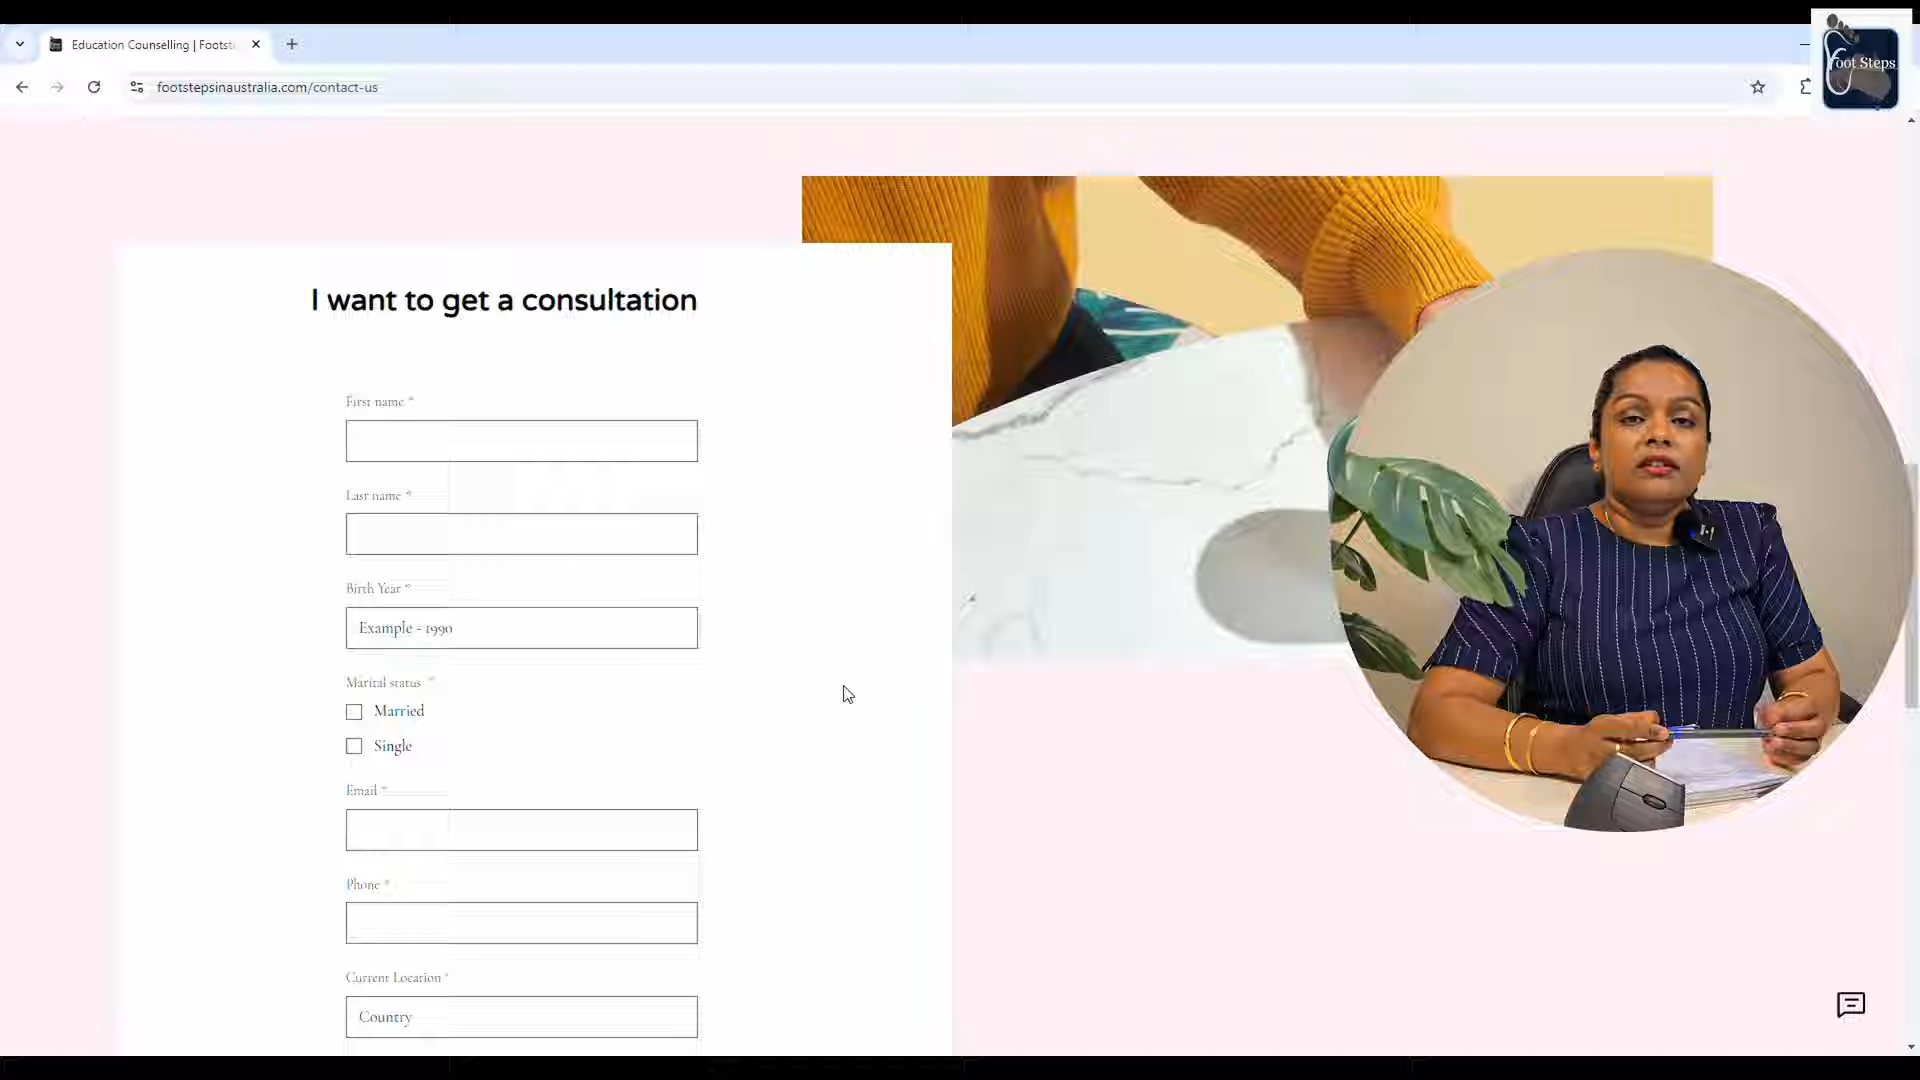 Education Counselling | Footst
footstepsinaustralia.com/contact-us
Foot Steps
I want to get a consultation
First name *
Last name *
Birth Year *
Example - 1990
Marital status *
Married
Single
Email *
Phone *
Current Location *
Country